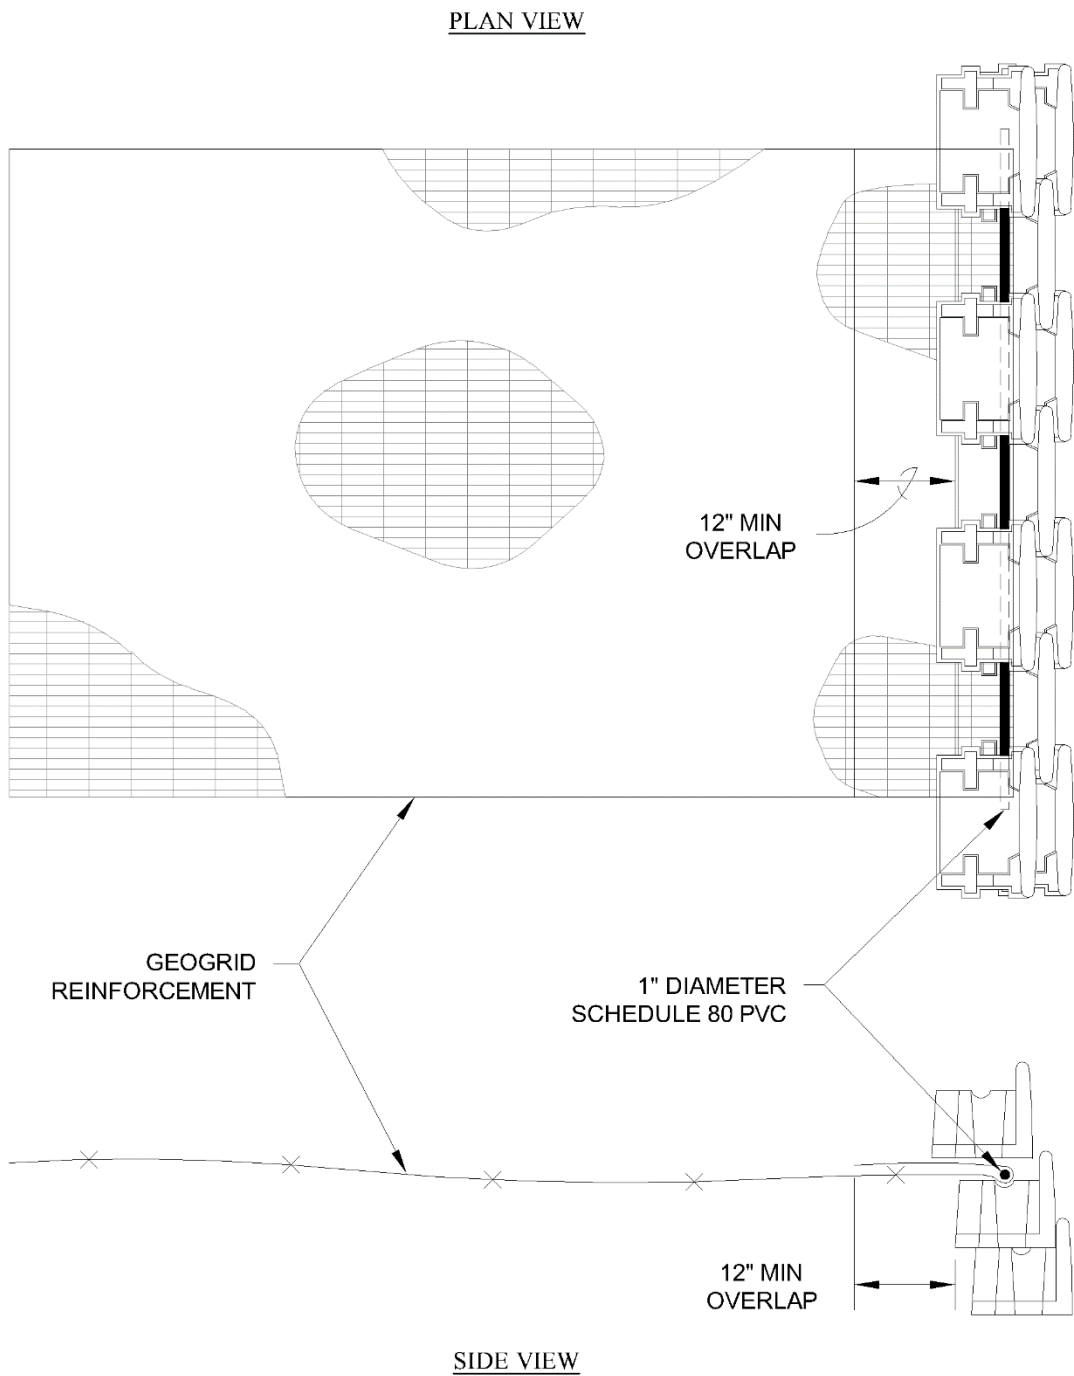 PLAN VIEW
12" MIN
OVERLAP
GEOGRID
REINFORCEMENT
1" DIAMETER
SCHEDULE 80 PVC
12" MIN
OVERLAP
SIDE VIEW